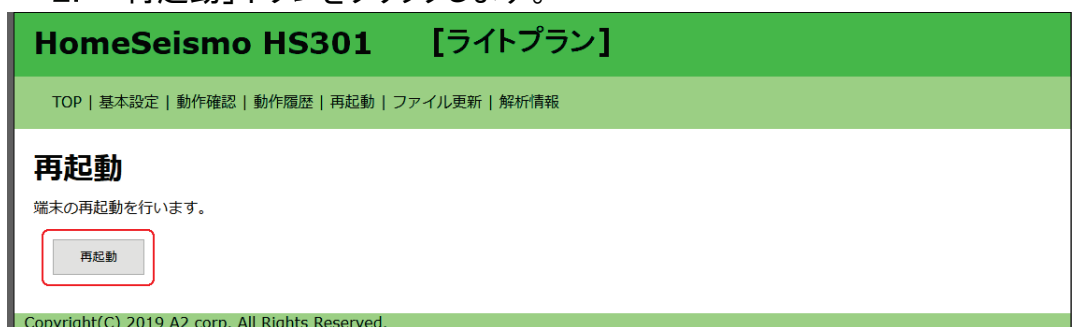 HomeSeismo HS301 [ライトプラン]
TOP | 基本設定 | 動作確認 | 動作履歴 | 再起動 | ファイル更新 | 解析情報
再起動
端末の再起動を行います。
再起動
Copyright(C) 2019 A2 corp. All Rights Reserved.